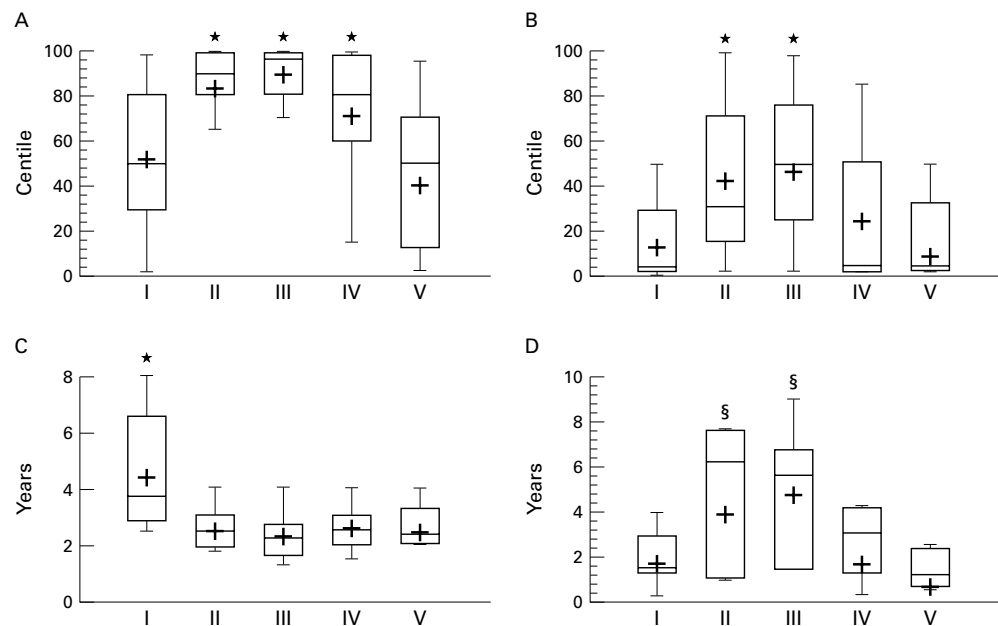 A
★ ★ ★
100
80
60
40
20
0
Centile
I II III IV V
B
★ ★
100
80
60
40
20
0
Centile
I II III IV V
C
★
8
6
4
2
0
Years
I II III IV V
D
§ §
10
8
6
4
2
0
Years
I II III IV V